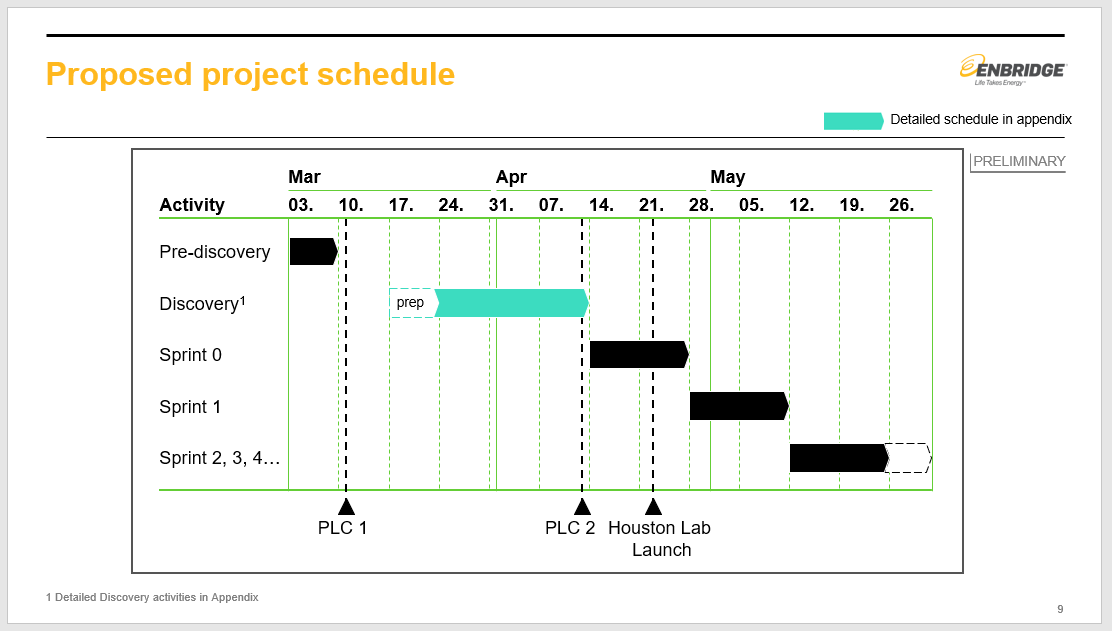 Proposed project schedule
ENBRIDGE
Life Takes Energy™
Detailed schedule in appendix
PRELIMINARY
Mar Apr May
Activity 03. 10. 17. 24. 31. 07. 14. 21. 28. 05. 12. 19. 26.
Pre-discovery
Discovery¹ prep
Sprint 0
Sprint 1
Sprint 2, 3, 4…
PLC 1 PLC 2 Houston Lab
Launch
1 Detailed Discovery activities in Appendix
9